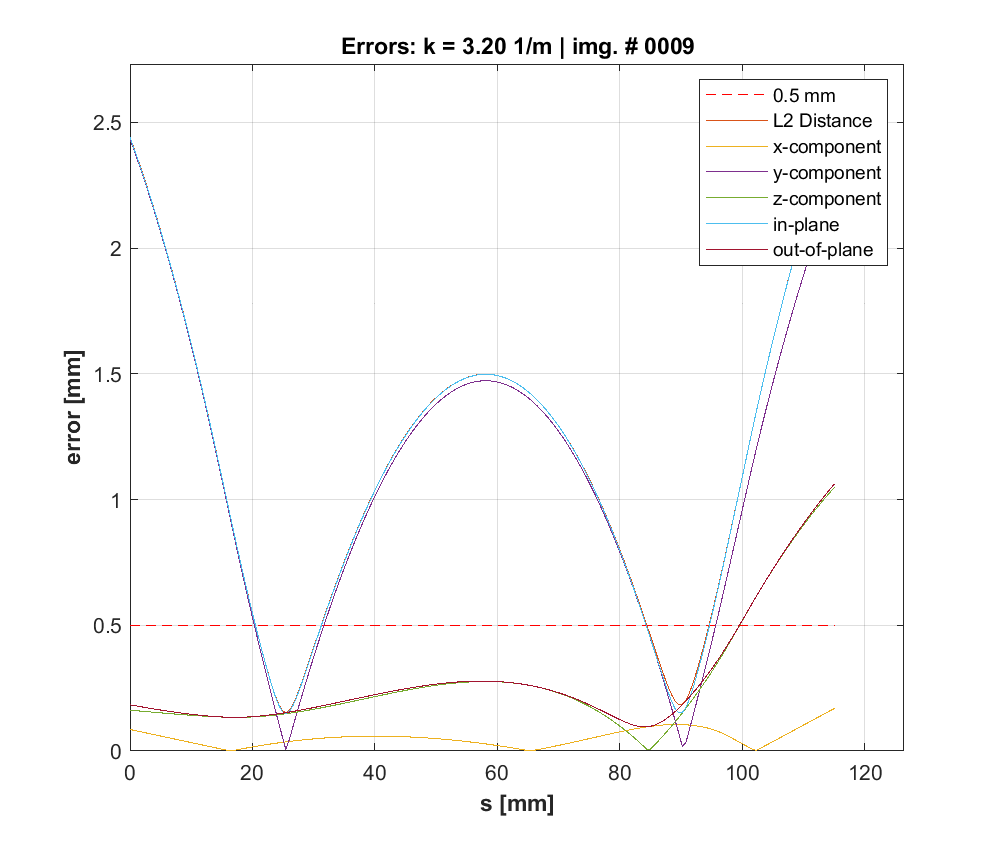 Errors: k = 3.20 1/m | img. # 0009
0.5 mm
L2 Distance
x-component
y-component
z-component
in-plane
out-of-plane
2.5
2
1.5
1
0.5
0
error [mm]
0 20 40 60 80 100 120
s [mm]